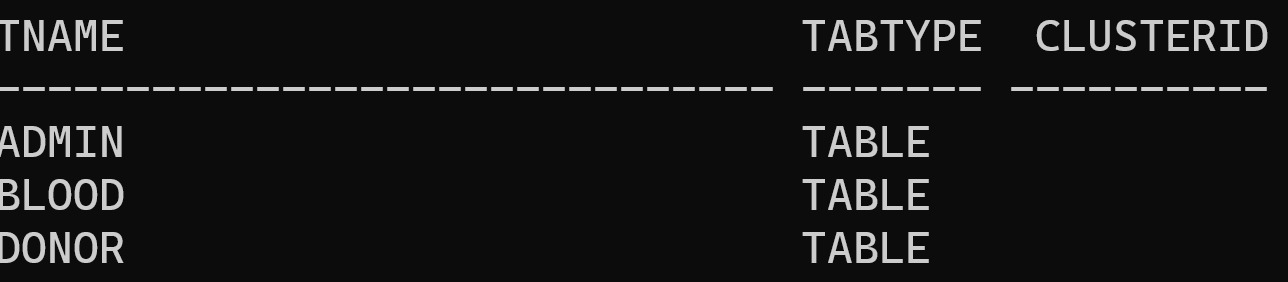 TNAME TABTYPE CLUSTERID
------------------------------ ------- ----------
ADMIN TABLE
BLOOD TABLE
DONOR TABLE